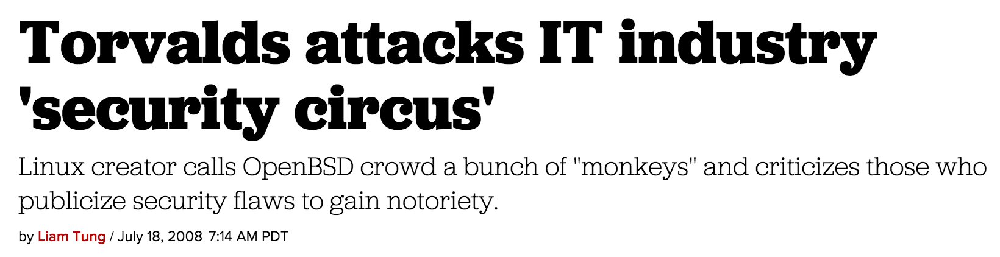 Torvalds attacks IT industry
'security circus'
Linux creator calls OpenBSD crowd a bunch of "monkeys" and criticizes those who
publicize security flaws to gain notoriety.
by Liam Tung / July 18, 2008 7:14 AM PDT